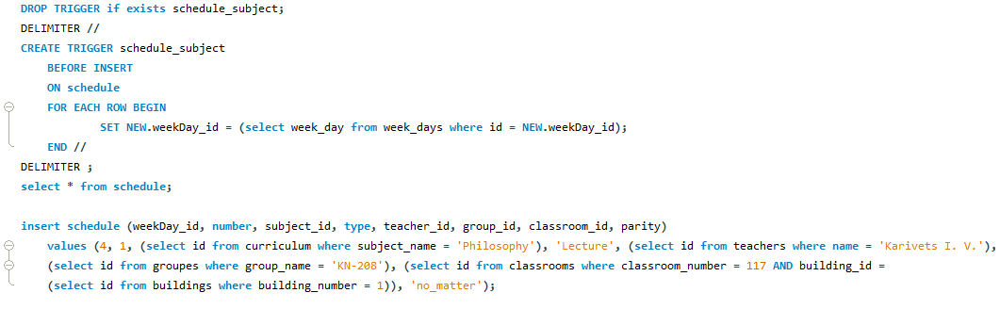 DROP TRIGGER if exists schedule_subject;
DELIMITER //
CREATE TRIGGER schedule_subject
BEFORE INSERT
ON schedule
FOR EACH ROW BEGIN
SET NEW.weekDay_id = (select week_day from week_days where id = NEW.weekDay_id);
END //
DELIMITER ;
select * from schedule;
insert schedule (weekDay_id, number, subject_id, type, teacher_id, group_id, classroom_id, parity)
values (4, 1, (select id from curriculum where subject_name = 'Philosophy'), 'Lecture', (select id from teachers where name = 'Karivets I. V.'),
(select id from groupes where group_name = 'KN-208'), (select id from classrooms where classroom_number = 117 AND building_id =
(select id from buildings where building_number = 1)), 'no_matter');